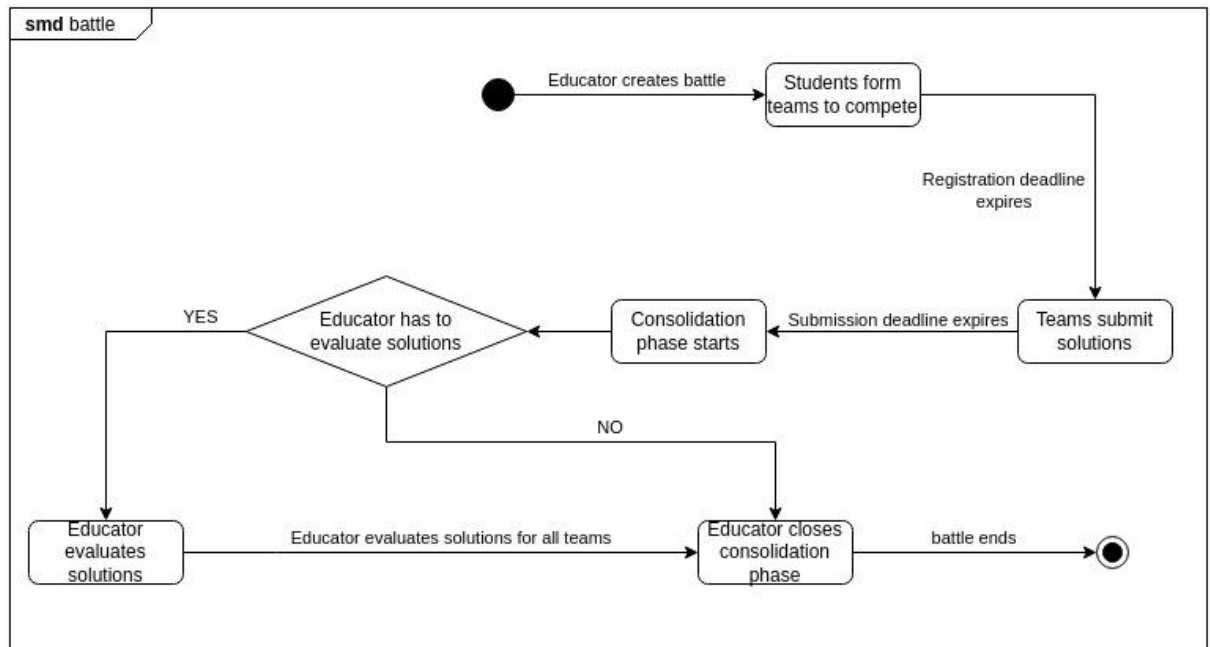 smd battle
Educator creates battle
Students form
teams to compete
Registration deadline
expires
Teams submit
solutions
Submission deadline expires
Consolidation
phase starts
Educator has to
evaluate solutions
YES
NO
Educator
evaluates
solutions
Educator evaluates solutions for all teams
Educator closes
consolidation
phase
battle ends